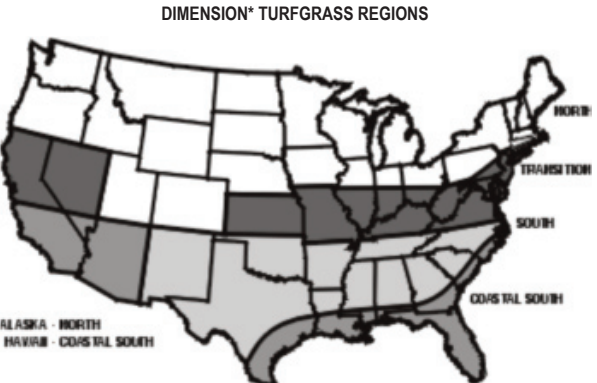 DIMENSION* TURFGRASS REGIONS
NORTH
TRANSITION
SOUTH
COASTAL SOUTH
ALASKA - NORTH
HAWAII - COASTAL SOUTH